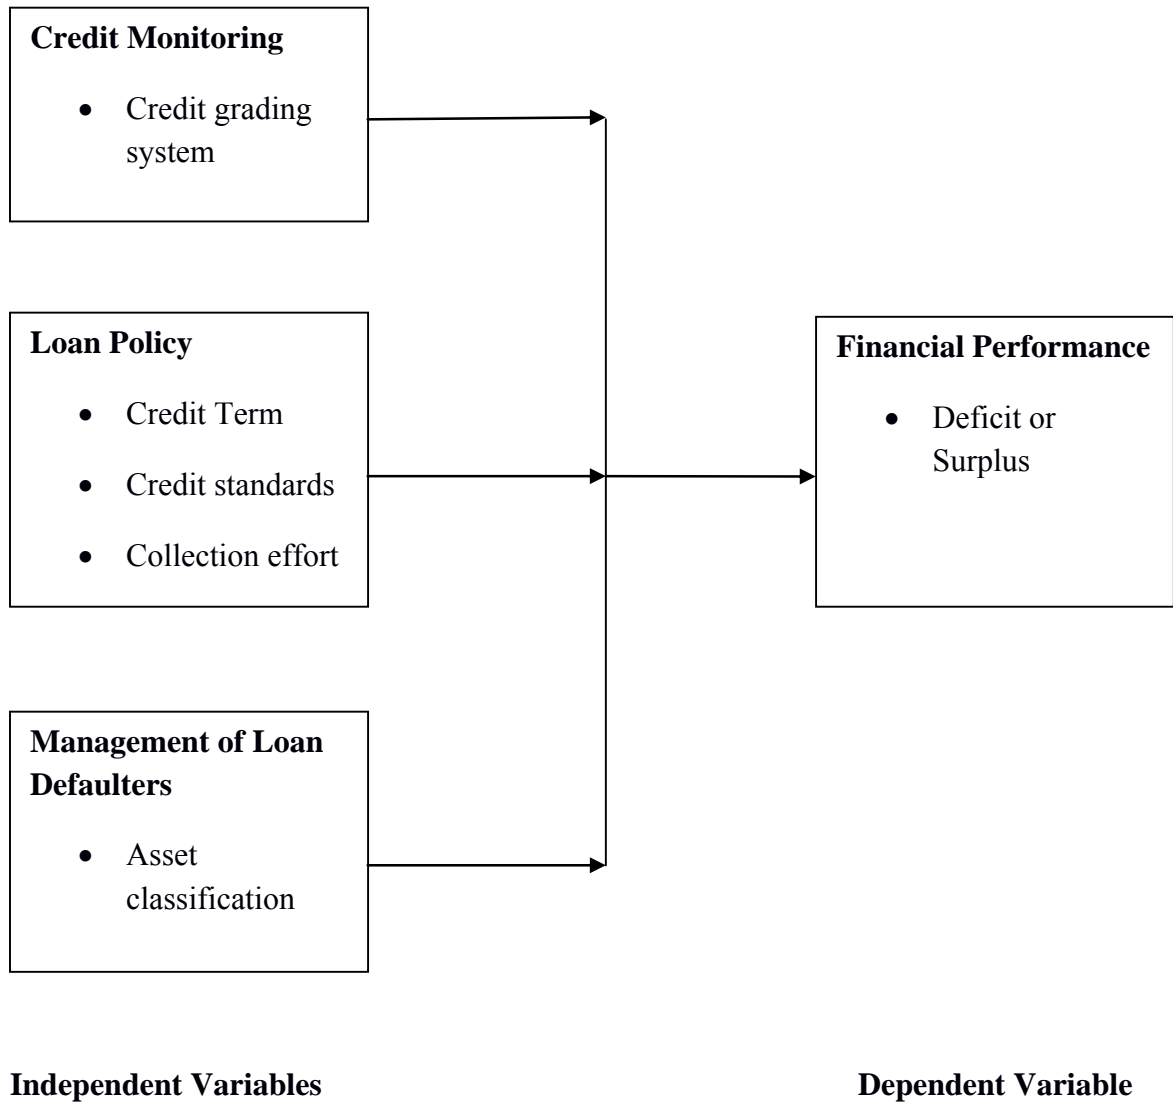 Credit Monitoring
• Credit grading
system
Loan Policy
• Credit Term
• Credit standards
• Collection effort
Financial Performance
• Deficit or
Surplus
Management of Loan
Defaulters
• Asset
classification
Independent Variables
Dependent Variable